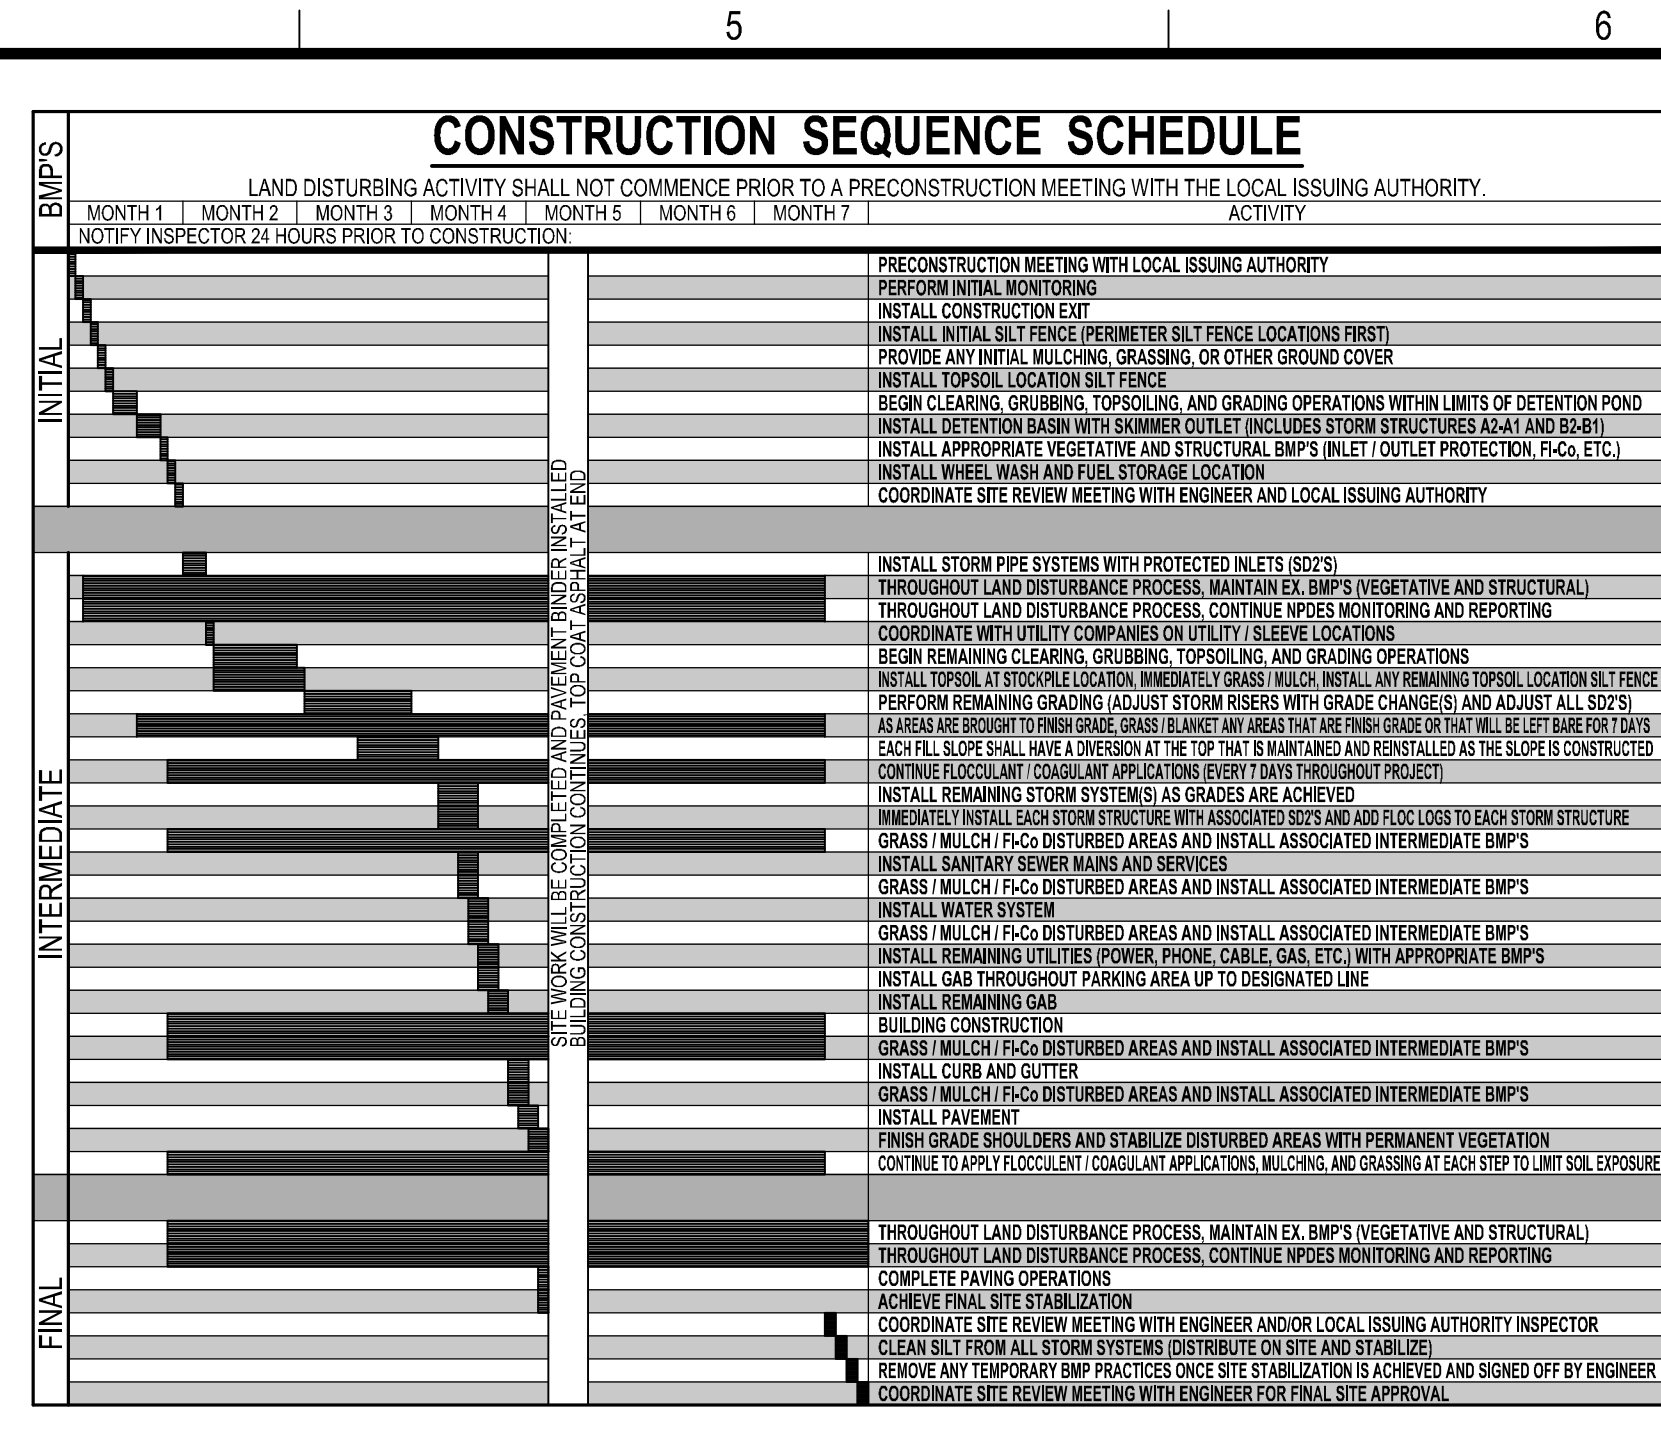 5
6
BMP'S
CONSTRUCTION SEQUENCE SCHEDULE
LAND DISTURBING ACTIVITY SHALL NOT COMMENCE PRIOR TO A PRECONSTRUCTION MEETING WITH THE LOCAL ISSUING AUTHORITY.
MONTH 1 MONTH 2 MONTH 3 MONTH 4 MONTH 5 MONTH 6 MONTH 7 ACTIVITY
NOTIFY INSPECTOR 24 HOURS PRIOR TO CONSTRUCTION:
INITIAL
PRECONSTRUCTION MEETING WITH LOCAL ISSUING AUTHORITY
PERFORM INITIAL MONITORING
INSTALL CONSTRUCTION EXIT
INSTALL INITIAL SILT FENCE (PERIMETER SILT FENCE LOCATIONS FIRST)
PROVIDE ANY INITIAL MULCHING, GRASSING, OR OTHER GROUND COVER
INSTALL TOPSOIL LOCATION SILT FENCE
BEGIN CLEARING, GRUBBING, TOPSOILING, AND GRADING OPERATIONS WITHIN LIMITS OF DETENTION POND
INSTALL DETENTION BASIN WITH SKIMMER OUTLET (INCLUDES STORM STRUCTURES A2-A1 AND B2-B1)
INSTALL APPROPRIATE VEGETATIVE AND STRUCTURAL BMP'S (INLET / OUTLET PROTECTION, Fl-Co, ETC.)
INSTALL WHEEL WASH AND FUEL STORAGE LOCATION
COORDINATE SITE REVIEW MEETING WITH ENGINEER AND LOCAL ISSUING AUTHORITY
SITE WORK WILL BE COMPLETED AND PAVEMENT BINDER INSTALLED
BUILDING CONSTRUCTION CONTINUES, TOP COAT ASPHALT AT END
INTERMEDIATE
INSTALL STORM PIPE SYSTEMS WITH PROTECTED INLETS (SD2'S)
THROUGHOUT LAND DISTURBANCE PROCESS, MAINTAIN EX. BMP'S (VEGETATIVE AND STRUCTURAL)
THROUGHOUT LAND DISTURBANCE PROCESS, CONTINUE NPDES MONITORING AND REPORTING
COORDINATE WITH UTILITY COMPANIES ON UTILITY / SLEEVE LOCATIONS
BEGIN REMAINING CLEARING, GRUBBING, TOPSOILING, AND GRADING OPERATIONS
INSTALL TOPSOIL AT STOCKPILE LOCATION, IMMEDIATELY GRASS / MULCH, INSTALL ANY REMAINING TOPSOIL LOCATION SILT FENCE
PERFORM REMAINING GRADING (ADJUST STORM RISERS WITH GRADE CHANGE(S) AND ADJUST ALL SD2'S)
AS AREAS ARE BROUGHT TO FINISH GRADE, GRASS / BLANKET ANY AREAS THAT ARE FINISH GRADE OR THAT WILL BE LEFT BARE FOR 7 DAYS
EACH FILL SLOPE SHALL HAVE A DIVERSION AT THE TOP THAT IS MAINTAINED AND REINSTALLED AS THE SLOPE IS CONSTRUCTED
CONTINUE FLOCCULANT / COAGULANT APPLICATIONS (EVERY 7 DAYS THROUGHOUT PROJECT)
INSTALL REMAINING STORM SYSTEM(S) AS GRADES ARE ACHIEVED
IMMEDIATELY INSTALL EACH STORM STRUCTURE WITH ASSOCIATED SD2'S AND ADD FLOC LOGS TO EACH STORM STRUCTURE
GRASS / MULCH / Fl-Co DISTURBED AREAS AND INSTALL ASSOCIATED INTERMEDIATE BMP'S
INSTALL SANITARY SEWER MAINS AND SERVICES
GRASS / MULCH / Fl-Co DISTURBED AREAS AND INSTALL ASSOCIATED INTERMEDIATE BMP'S
INSTALL WATER SYSTEM
GRASS / MULCH / Fl-Co DISTURBED AREAS AND INSTALL ASSOCIATED INTERMEDIATE BMP'S
INSTALL REMAINING UTILITIES (POWER, PHONE, CABLE, GAS, ETC.) WITH APPROPRIATE BMP'S
INSTALL GAB THROUGHOUT PARKING AREA UP TO DESIGNATED LINE
INSTALL REMAINING GAB
BUILDING CONSTRUCTION
GRASS / MULCH / Fl-Co DISTURBED AREAS AND INSTALL ASSOCIATED INTERMEDIATE BMP'S
INSTALL CURB AND GUTTER
GRASS / MULCH / Fl-Co DISTURBED AREAS AND INSTALL ASSOCIATED INTERMEDIATE BMP'S
INSTALL PAVEMENT
FINISH GRADE SHOULDERS AND STABILIZE DISTURBED AREAS WITH PERMANENT VEGETATION
CONTINUE TO APPLY FLOCCULENT / COAGULANT APPLICATIONS, MULCHING, AND GRASSING AT EACH STEP TO LIMIT SOIL EXPOSURE
FINAL
THROUGHOUT LAND DISTURBANCE PROCESS, MAINTAIN EX. BMP'S (VEGETATIVE AND STRUCTURAL)
THROUGHOUT LAND DISTURBANCE PROCESS, CONTINUE NPDES MONITORING AND REPORTING
COMPLETE PAVING OPERATIONS
ACHIEVE FINAL SITE STABILIZATION
COORDINATE SITE REVIEW MEETING WITH ENGINEER AND/OR LOCAL ISSUING AUTHORITY INSPECTOR
CLEAN SILT FROM ALL STORM SYSTEMS (DISTRIBUTE ON SITE AND STABILIZE)
REMOVE ANY TEMPORARY BMP PRACTICES ONCE SITE STABILIZATION IS ACHIEVED AND SIGNED OFF BY ENGINEER
COORDINATE SITE REVIEW MEETING WITH ENGINEER FOR FINAL SITE APPROVAL